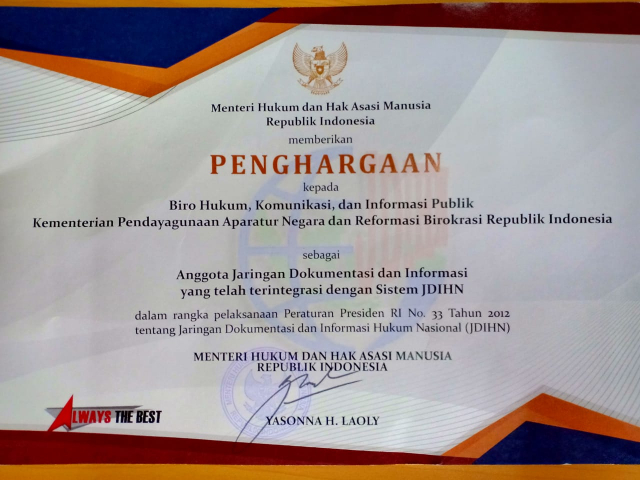 Menteri Hukum dan Hak Asasi Manusia
Republik Indonesia
memberikan
PENGHARGAAN
kepada
Biro Hukum, Komunikasi, dan Informasi Publik
Kementerian Pendayagunaan Aparatur Negara dan Reformasi Birokrasi Republik Indonesia
sebagai
Anggota Jaringan Dokumentasi dan Informasi
yang telah terintegrasi dengan Sistem JDIHN
dalam rangka pelaksanaan Peraturan Presiden RI No. 33 Tahun 2012
tentang Jaringan Dokumentasi dan Informasi Hukum Nasional (JDIHN)
MENTERI HUKUM DAN HAK ASASI MANUSIA
REPUBLIK INDONESIA
YASONNA H. LAOLY
ALWAYS THE BEST